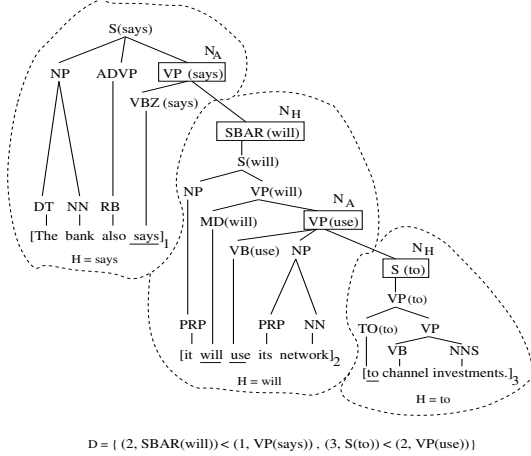 S(says)
N_A
NP ADVP VP (says)
VBZ (says)
N_H
SBAR (will)
S(will)
NP VP(will)
N_A
DT NN RB MD(will) VP(use)
[The bank also says]_1
VB(use) NP
N_H
H = says
S (to)
VP(to)
PRP PRP NN TO(to) VP
VB NNS
[it will use its network]_2
[to channel investments.]_3
H = will
H = to
D = { (2, SBAR(will)) < (1, VP(says)) , (3, S(to)) < (2, VP(use)) }